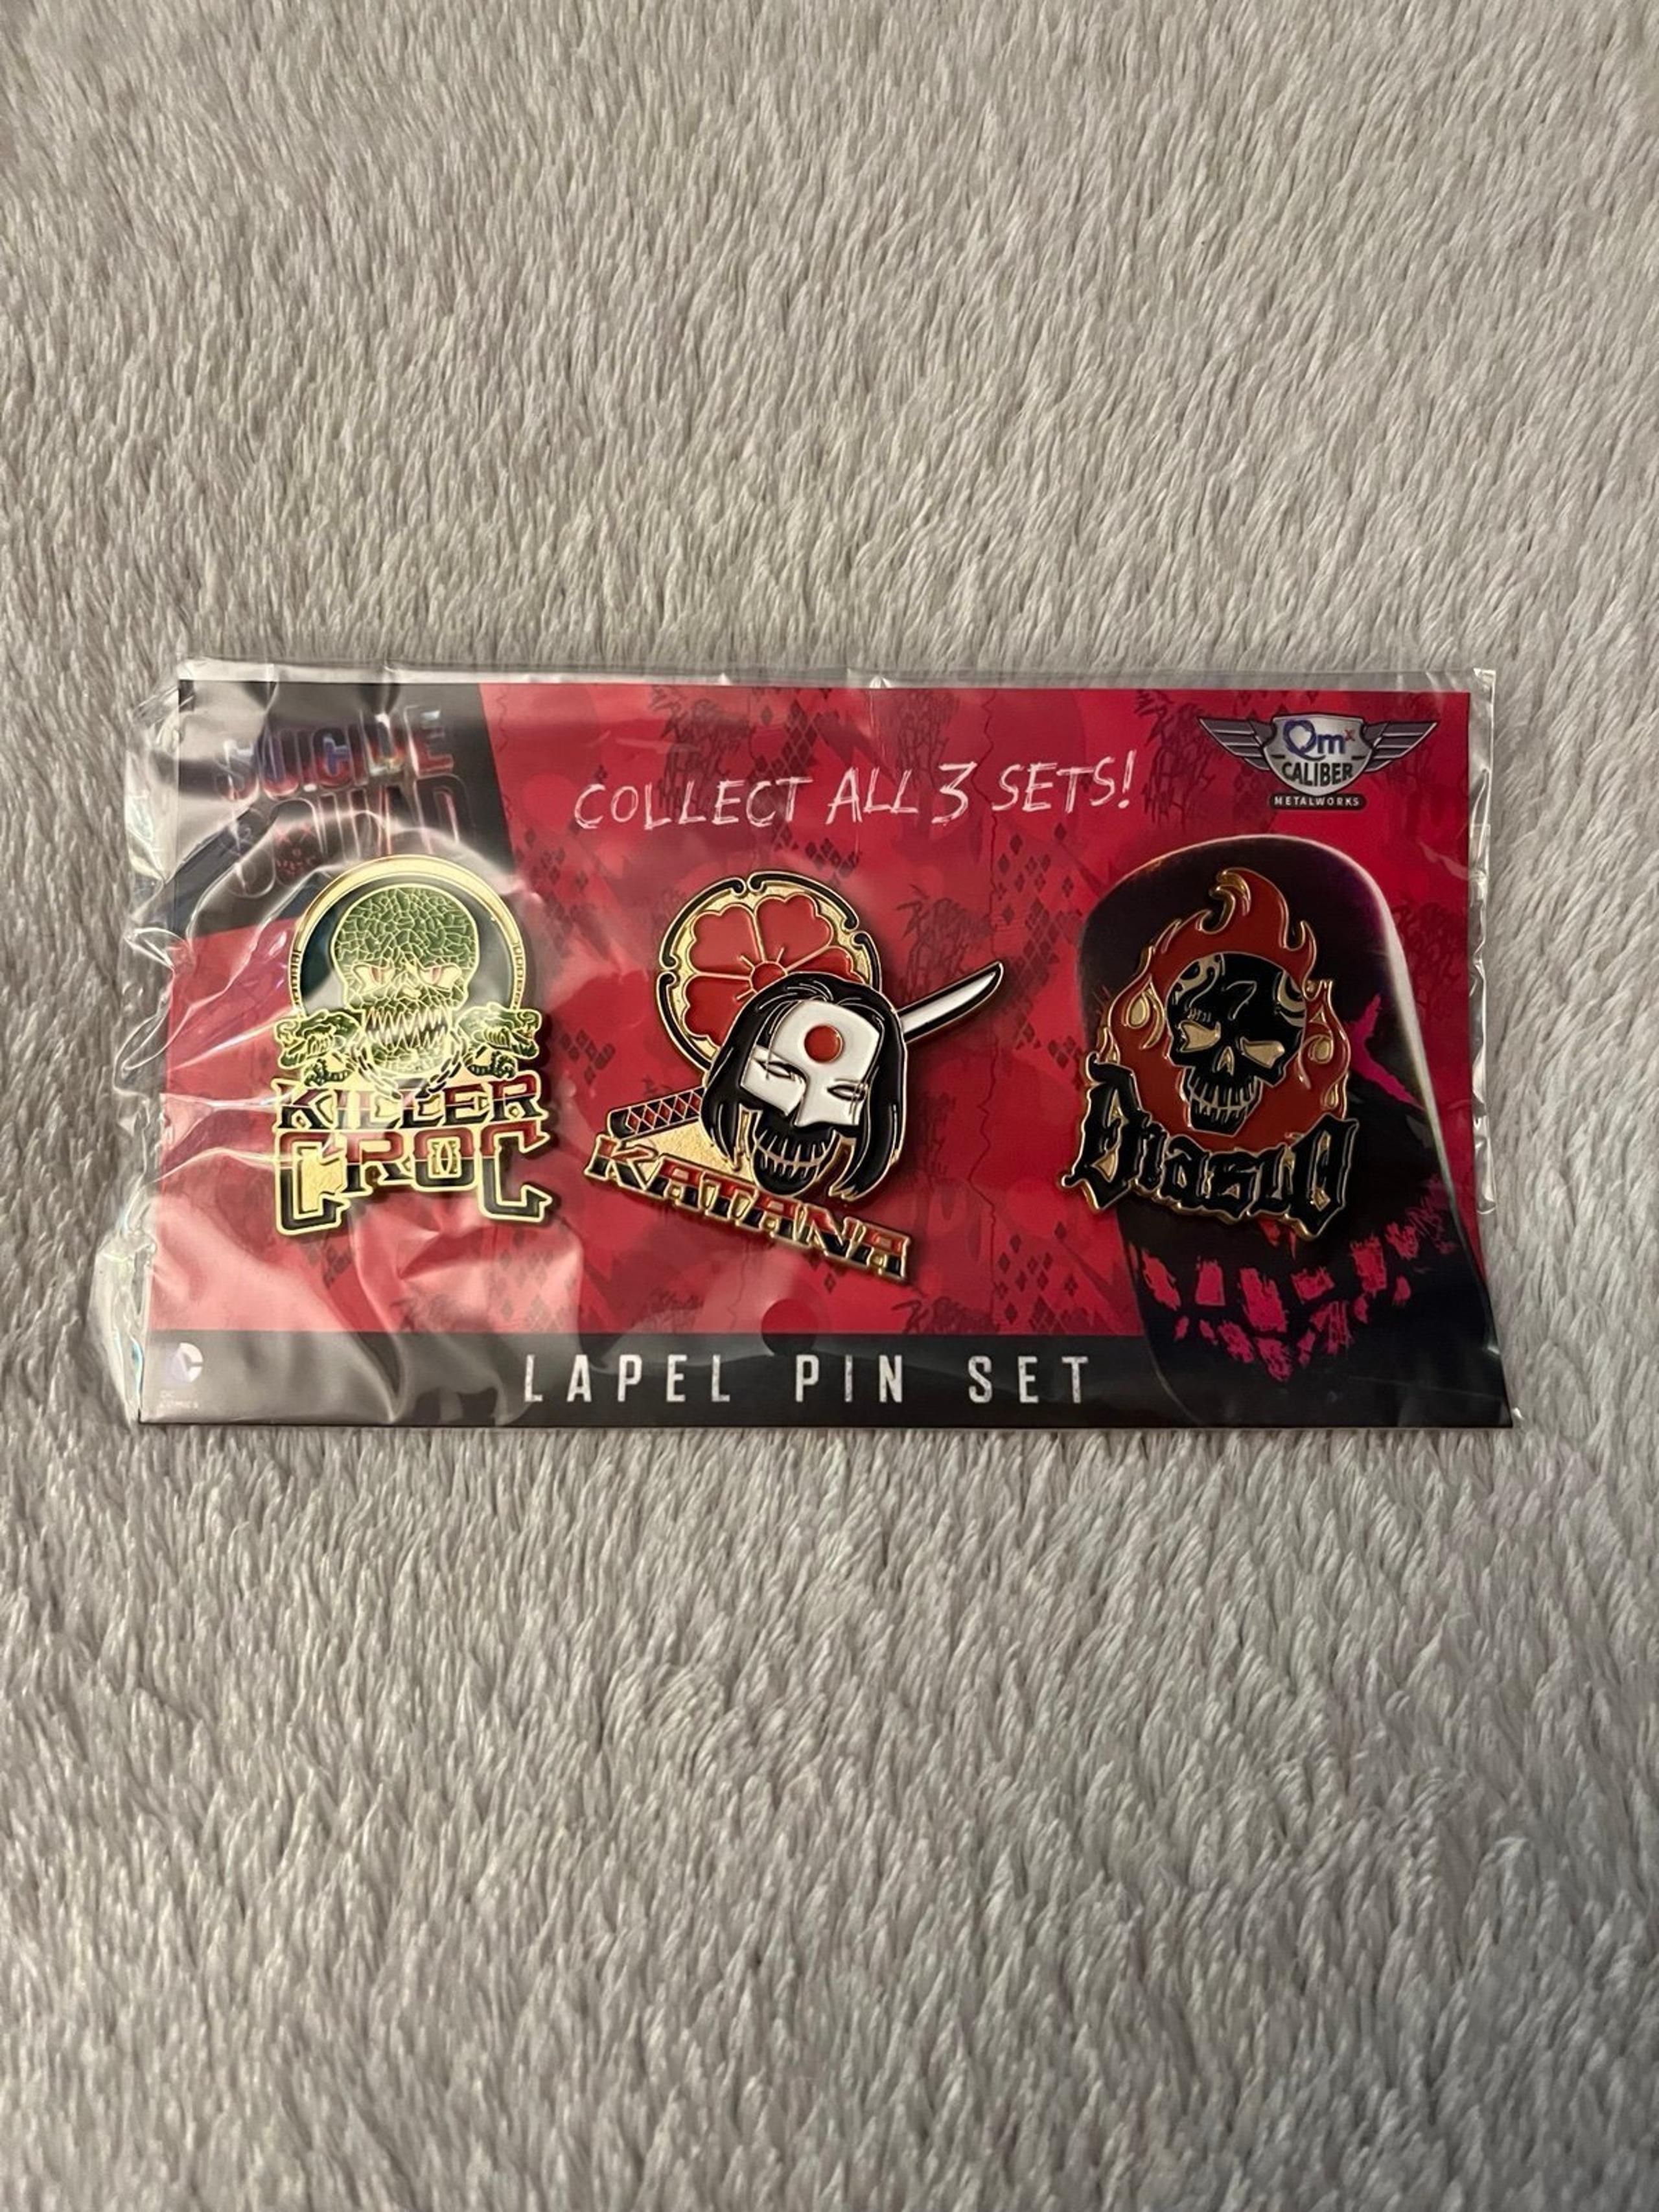 SUICIDE
SQUAD
COLLECT ALL 3 SETS!
Qmx
CALIBER
METALWORKS
KILLER
CROC
KATANA
Diablo
LAPEL PIN SET